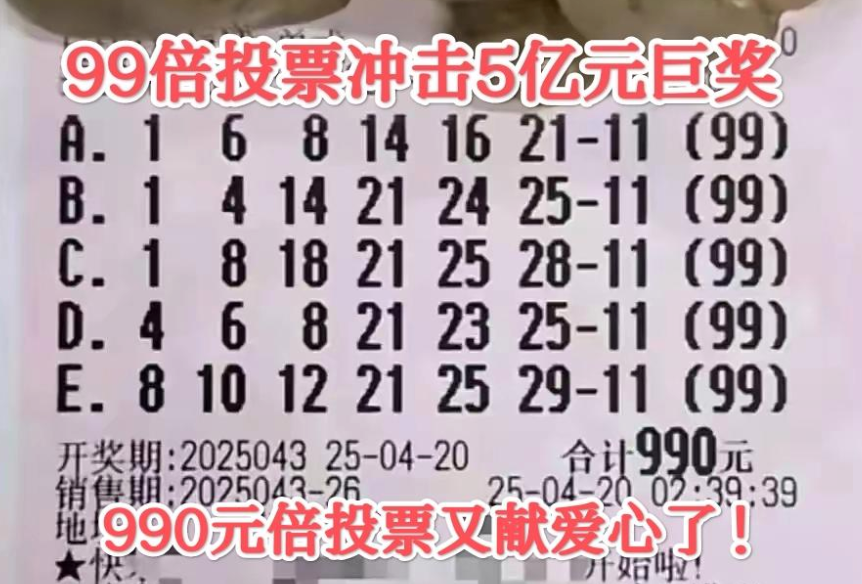 99倍投票冲击5亿元巨奖
A. 1 6 8 14 16 21-11 (99)
B. 1 4 14 21 24 25-11 (99)
C. 1 8 18 21 25 28-11 (99)
D. 4 6 8 21 23 25-11 (99)
E. 8 10 12 21 25 29-11 (99)
开奖期:2025043 25-04-20 合计990元
销售期:2025043-26 25-04-20 02:39:39
地
990元倍投票又献爱心了！
★快 开始啦!